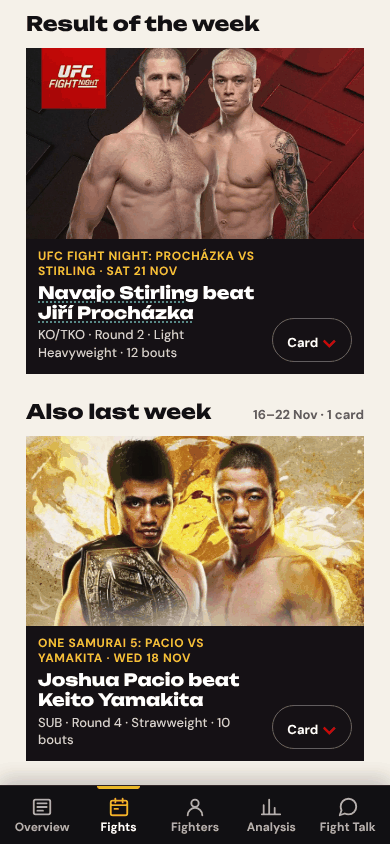 Result of the week
UFC
FIGHT NIGHT
UFC FIGHT NIGHT: PROCHÁZKA VS
STIRLING · SAT 21 NOV
Navajo Stirling beat
Jiří Procházka
KO/TKO · Round 2 · Light
Heavyweight · 12 bouts
Card
Also last week
16–22 Nov · 1 card
ONE SAMURAI 5: PACIO VS
YAMAKITA · WED 18 NOV
Joshua Pacio beat
Keito Yamakita
SUB · Round 4 · Strawweight · 10
bouts
Card
Overview
Fights
Fighters
Analysis
Fight Talk